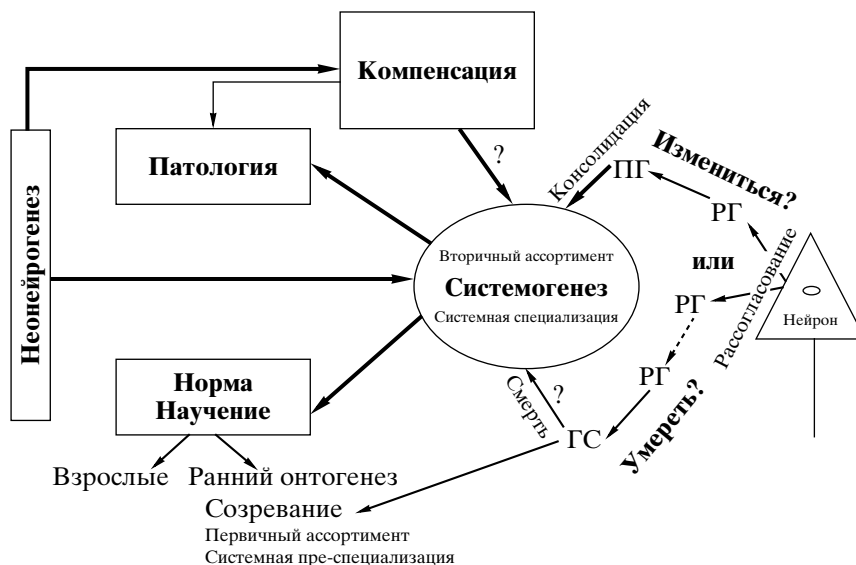 Компенсация
Патология
Неонейрогенез
?
Вторичный ассортимент
Системогенез
Системная специализация
Консолидация
ПГ
Измениться?
РГ
или
РГ
РГ
Рассогласование
Нейрон
Умереть?
ГС
Смерть
?
Норма
Научение
Взрослые
Ранний онтогенез
Созревание
Первичный ассортимент
Системная пре-специализация